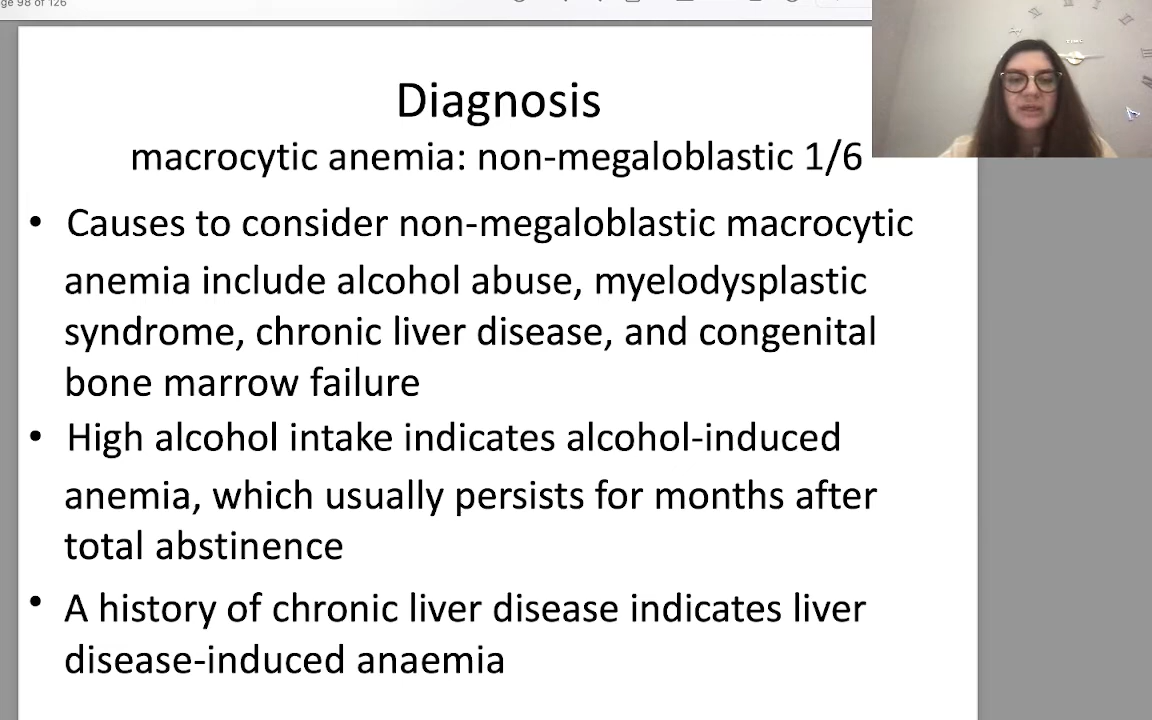 ge 98 of 126
Diagnosis
macrocytic anemia: non-megaloblastic 1/6
• Causes to consider non-megaloblastic macrocytic
anemia include alcohol abuse, myelodysplastic
syndrome, chronic liver disease, and congenital
bone marrow failure
• High alcohol intake indicates alcohol-induced
anemia, which usually persists for months after
total abstinence
• A history of chronic liver disease indicates liver
disease-induced anaemia